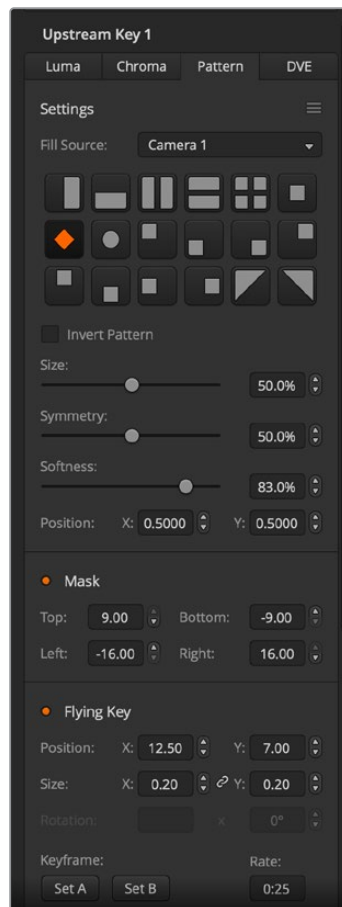 Upstream Key 1
Luma Chroma Pattern DVE
Settings
Fill Source: Camera 1
Invert Pattern
Size:
50.0%
Symmetry:
50.0%
Softness:
83.0%
Position: X: 0.5000 Y: 0.5000
Mask
Top: 9.00 Bottom: -9.00
Left: -16.00 Right: 16.00
Flying Key
Position: X: 12.50 Y: 7.00
Size: X: 0.20 Y: 0.20
Rotation: x 0°
Keyframe: Rate:
Set A Set B 0:25